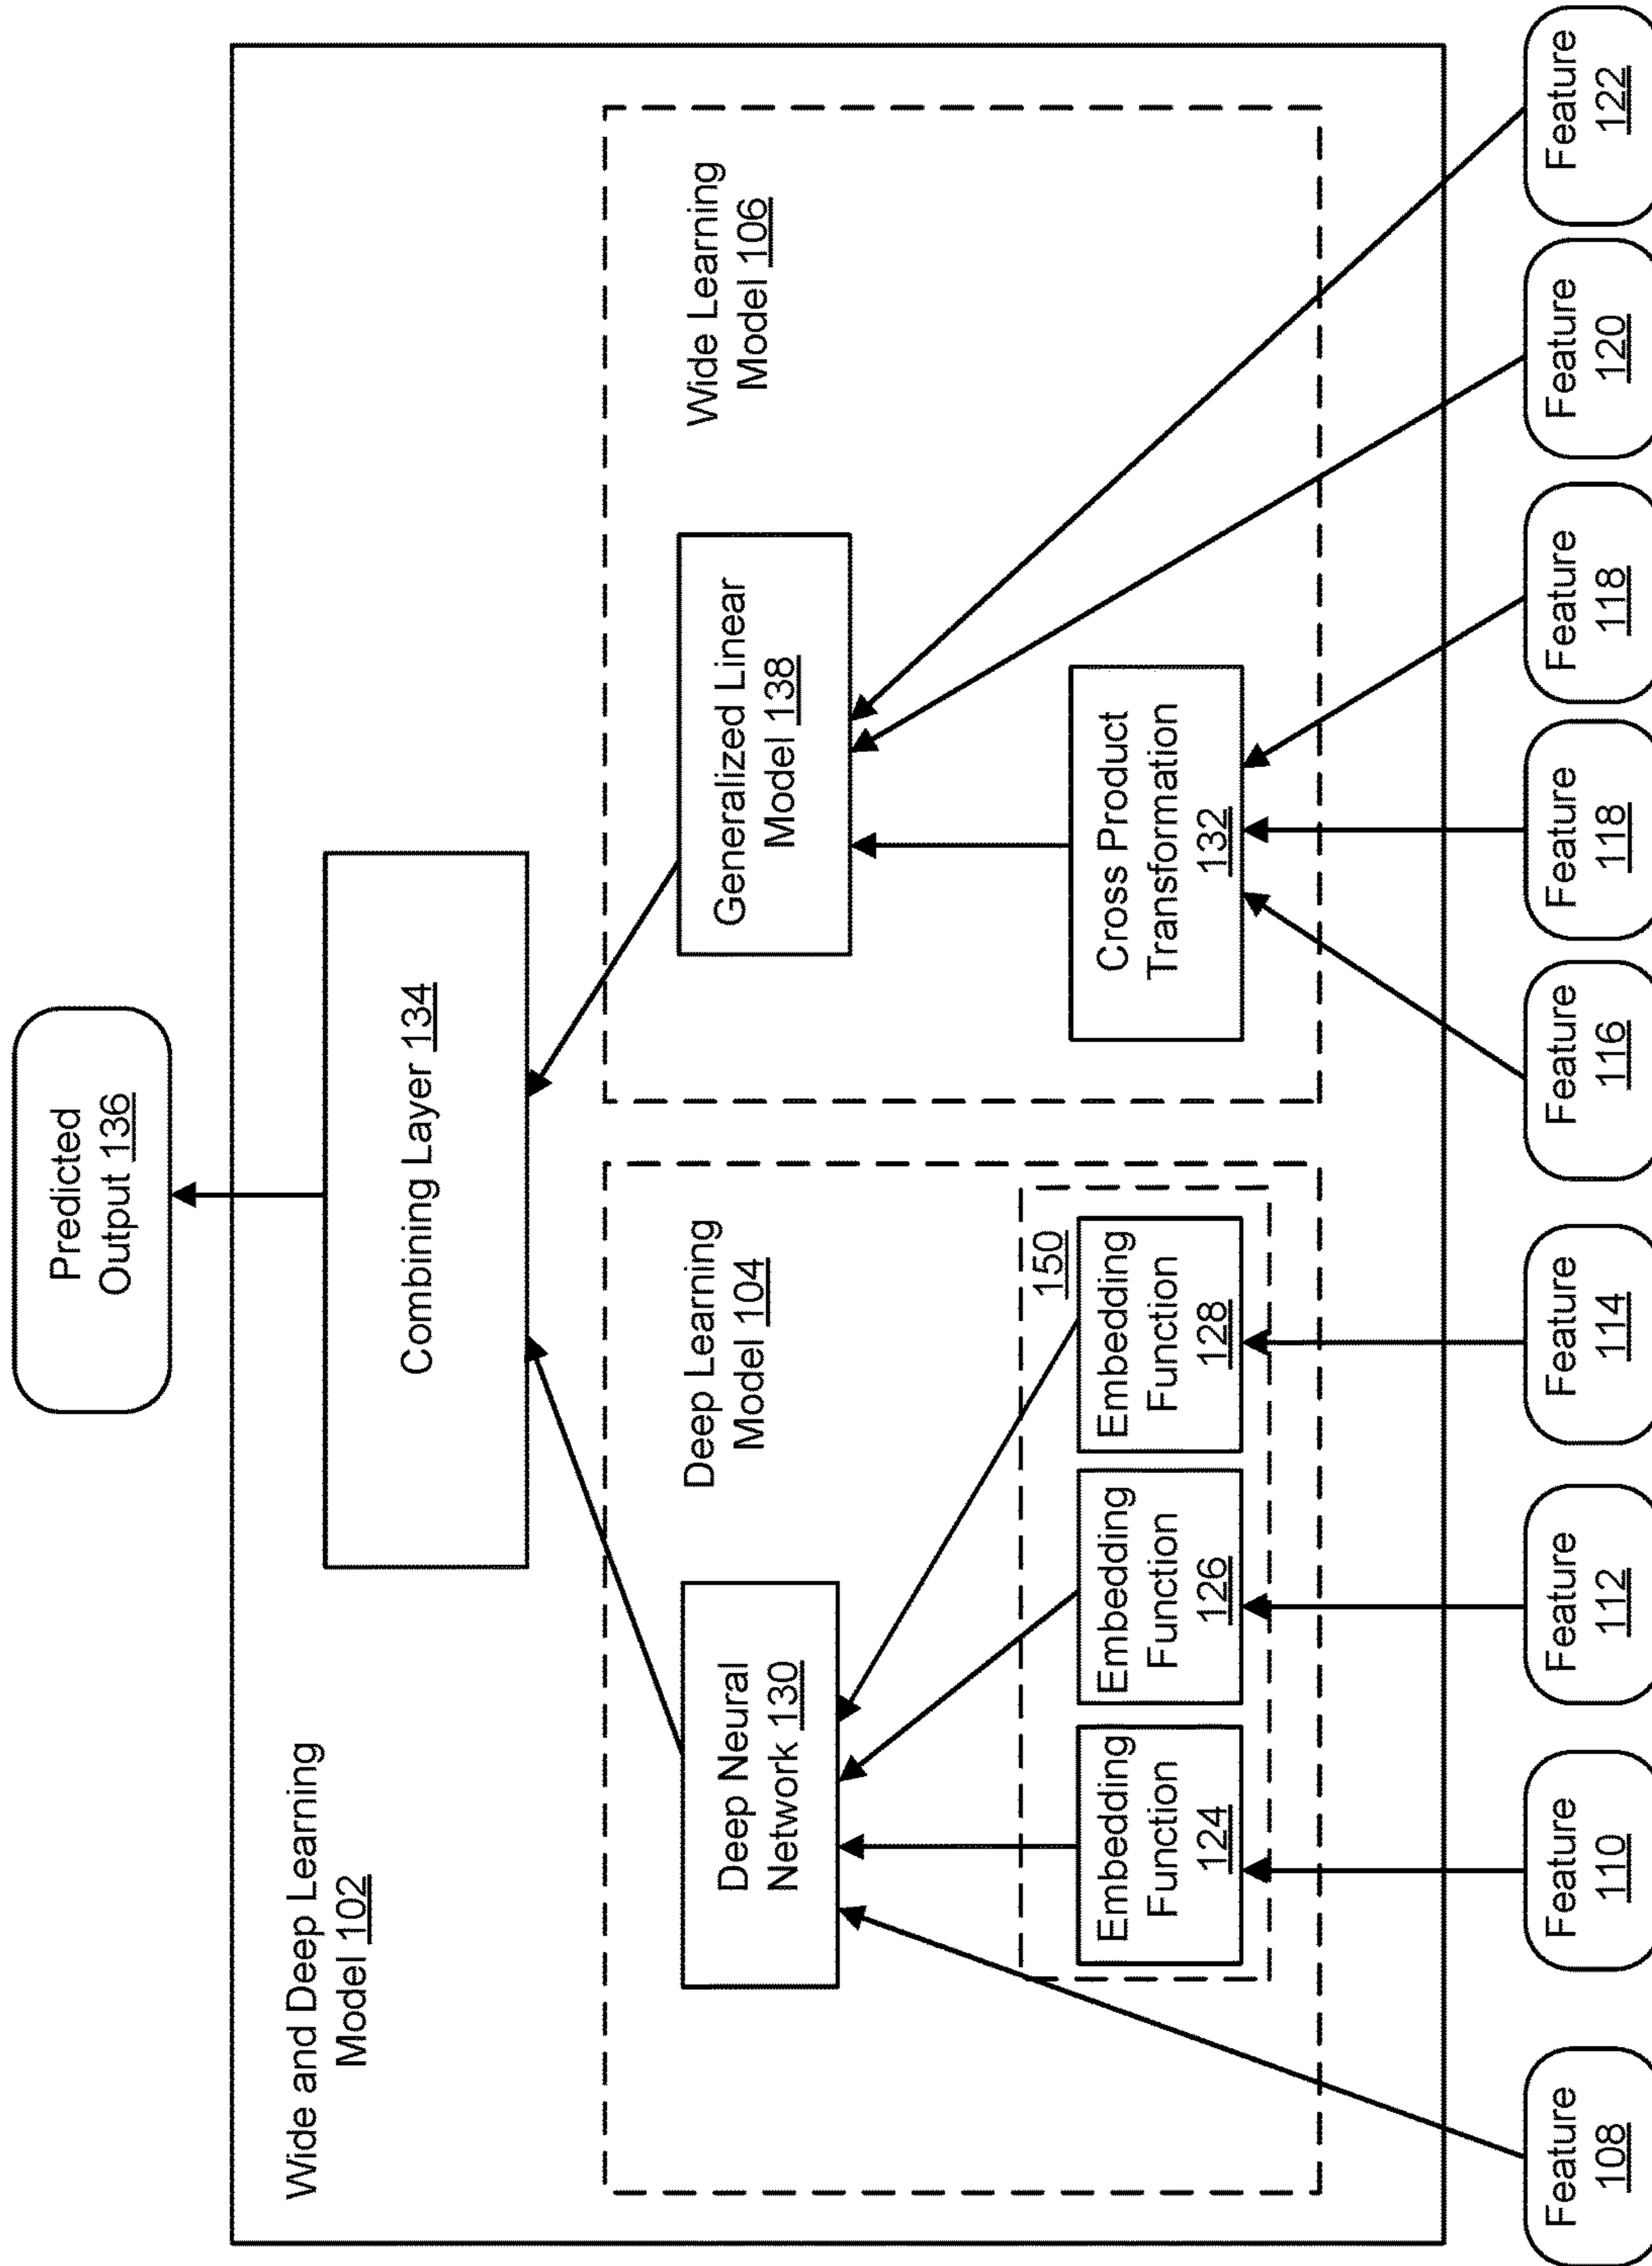 Predicted
Output 136
Wide and Deep Learning
Model 102
Combining Layer 134
Deep Learning
Model 104
Wide Learning
Model 106
Deep Neural
Network 130
Generalized Linear
Model 138
150
Embedding
Function
124
Embedding
Function
126
Embedding
Function
128
Cross Product
Transformation
132
Feature
108
Feature
110
Feature
112
Feature
114
Feature
116
Feature
118
Feature
118
Feature
120
Feature
122